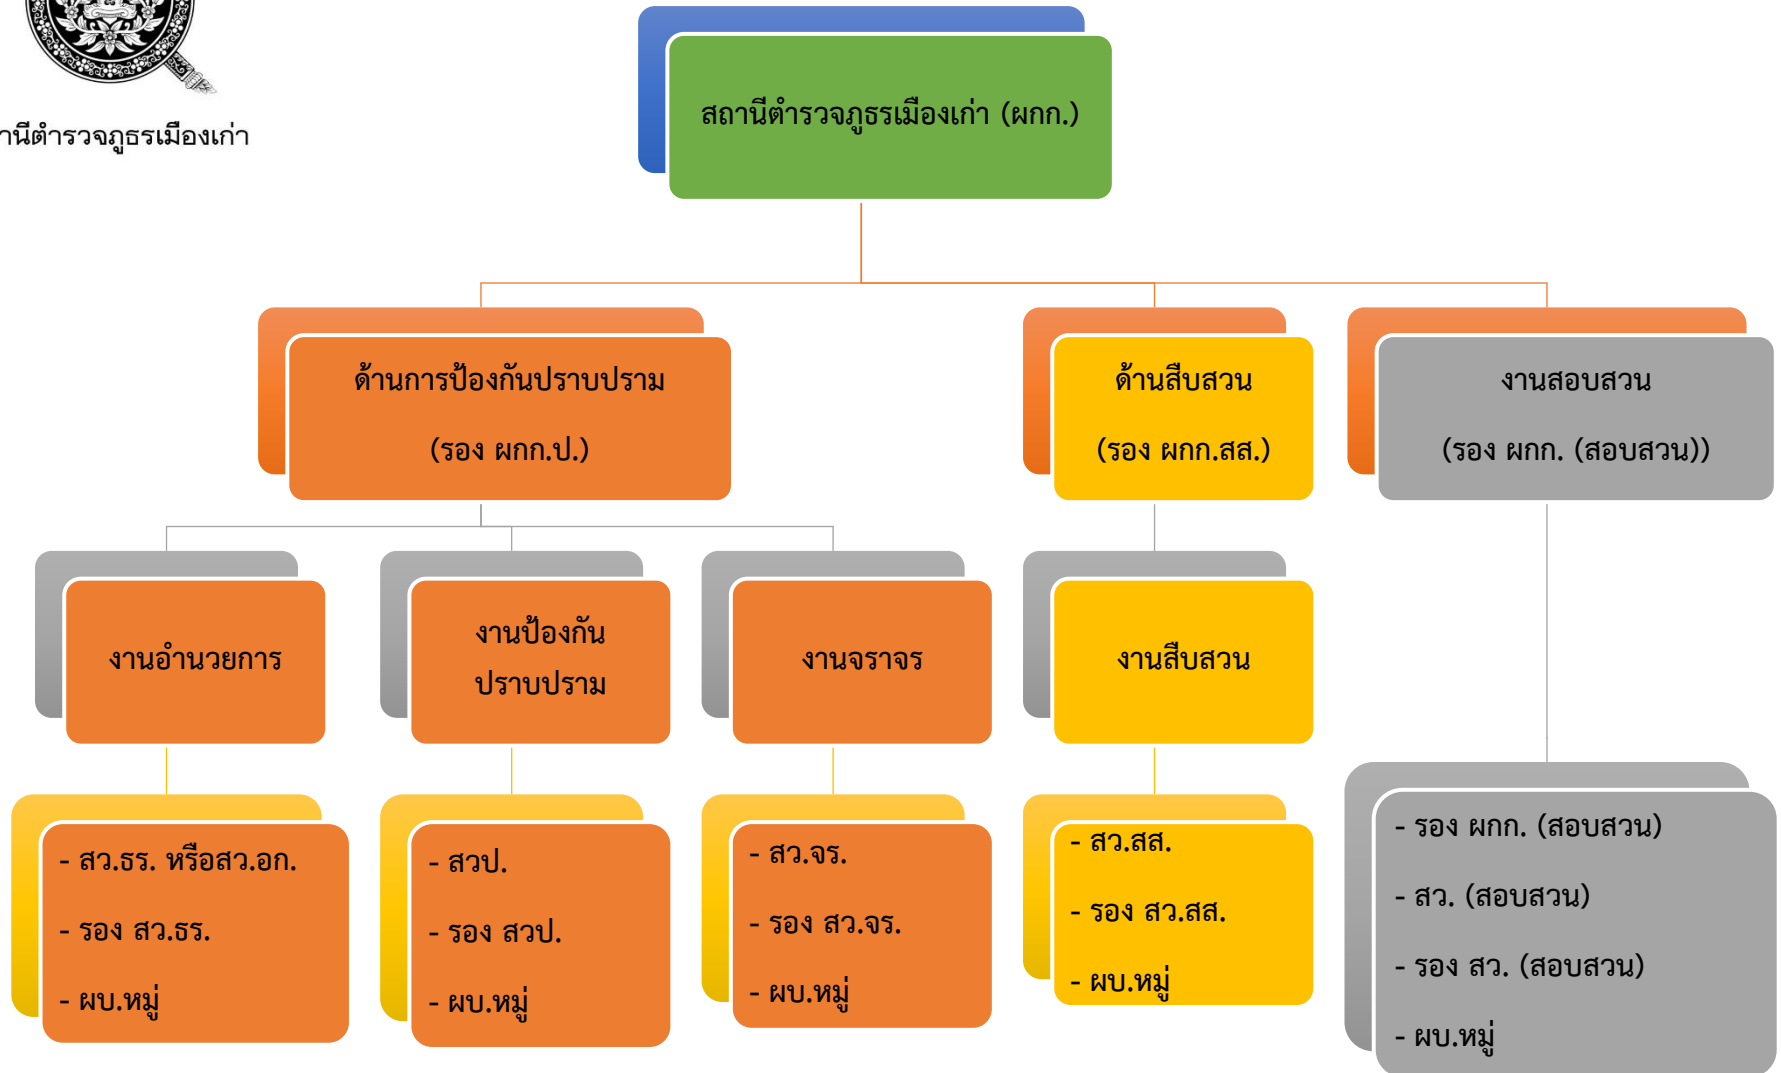 านีตำรวจภูธรเมืองเก่า
สถานีตำรวจภูธรเมืองเก่า (ผกก.)
ด้านการป้องกันปราบปราม
(รอง ผกก.ป.)
ด้านสืบสวน
(รอง ผกก.สส.)
งานสอบสวน
(รอง ผกก. (สอบสวน))
งานอำนวยการ
งานป้องกัน
ปราบปราม
งานจราจร
งานสืบสวน
- สว.ธร. หรือสว.อก.
- รอง สว.ธร.
- ผบ.หมู่
- สวป.
- รอง สวป.
- ผบ.หมู่
- สว.จร.
- รอง สว.จร.
- ผบ.หมู่
- สว.สส.
- รอง สว.สส.
- ผบ.หมู่
- รอง ผกก. (สอบสวน)
- สว. (สอบสวน)
- รอง สว. (สอบสวน)
- ผบ.หมู่